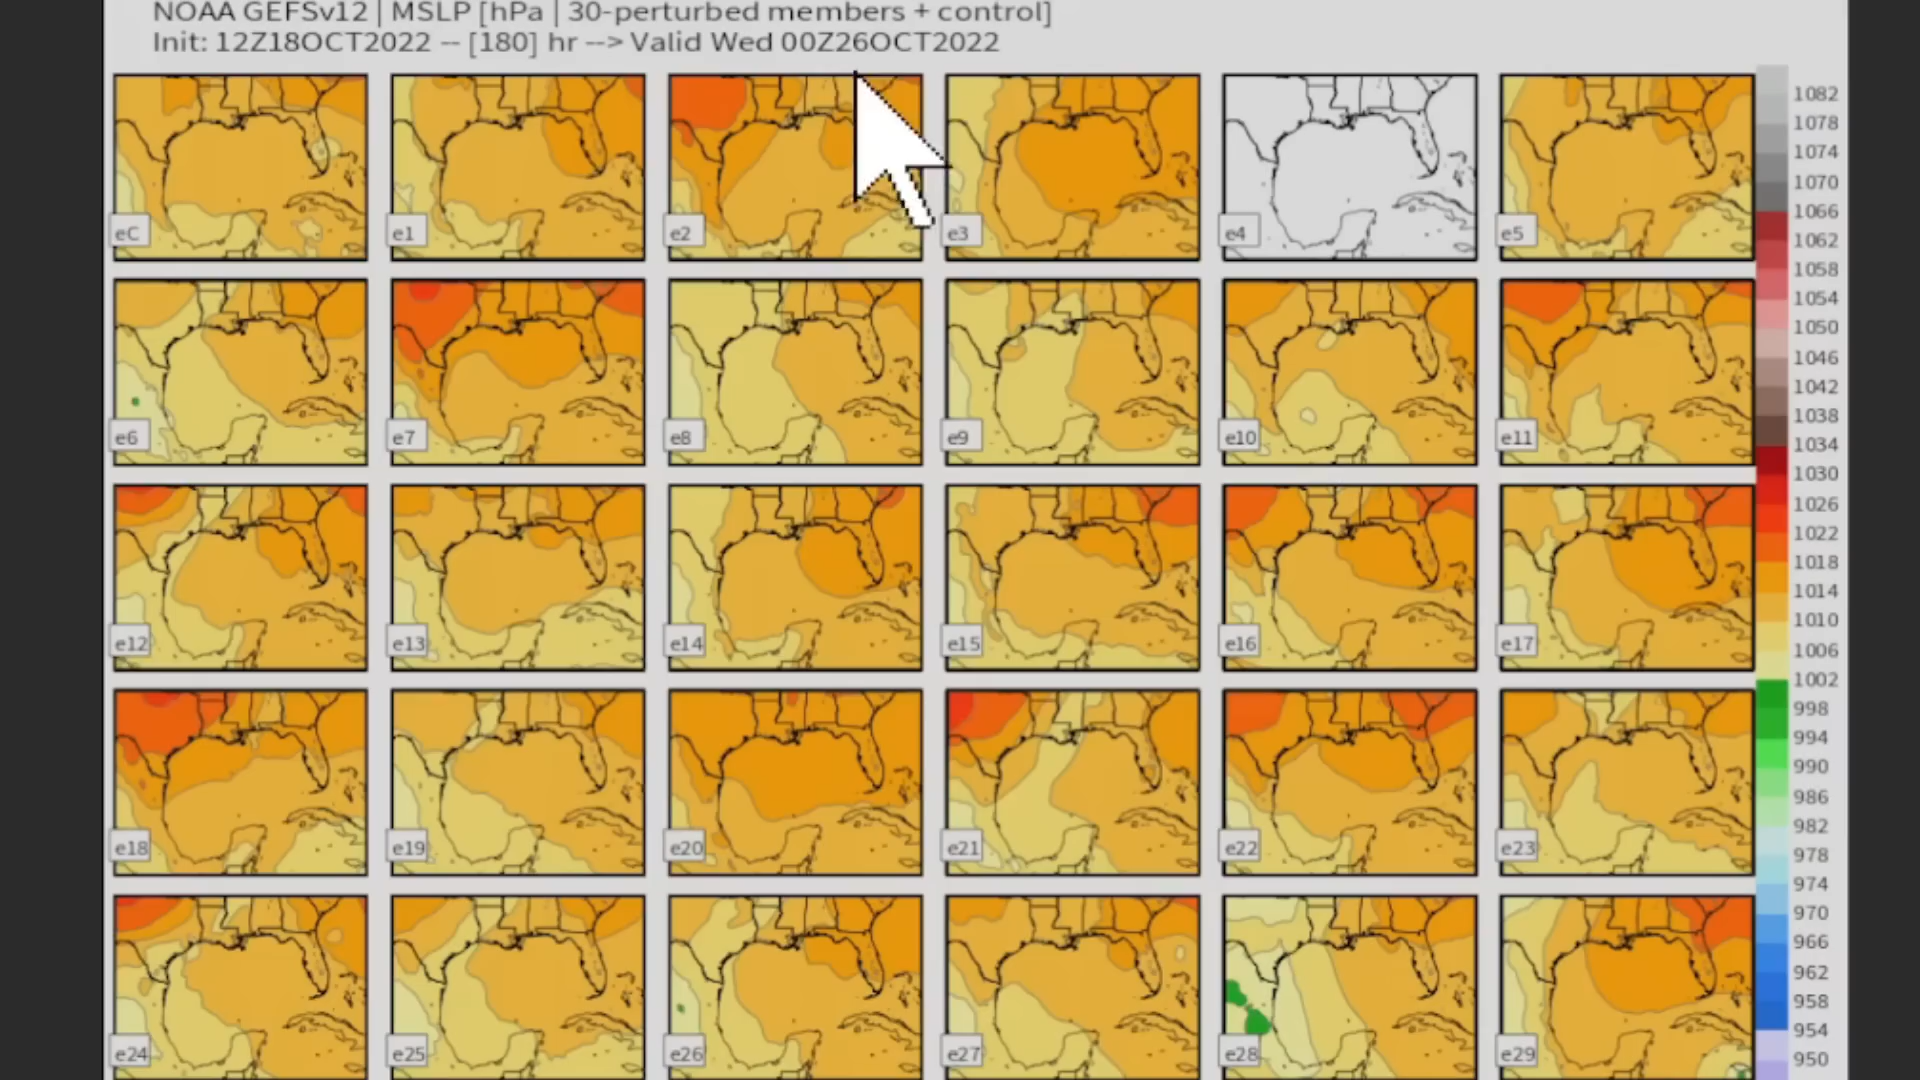 NOAA GEFSv12 | MSLP [hPa | 30-perturbed members + control]
Init: 12Z18OCT2022 -- [180] hr --> Valid Wed 00Z26OCT2022
eC
e1
e2
e3
e4
e5
e6
e7
e8
e9
e10
e11
e12
e13
e14
e15
e16
e17
e18
e19
e20
e21
e22
e23
e24
e25
e26
e27
e28
e29
1082
1078
1074
1070
1066
1062
1058
1054
1050
1046
1042
1038
1034
1030
1026
1022
1018
1014
1010
1006
1002
998
994
990
986
982
978
974
970
966
962
958
954
950